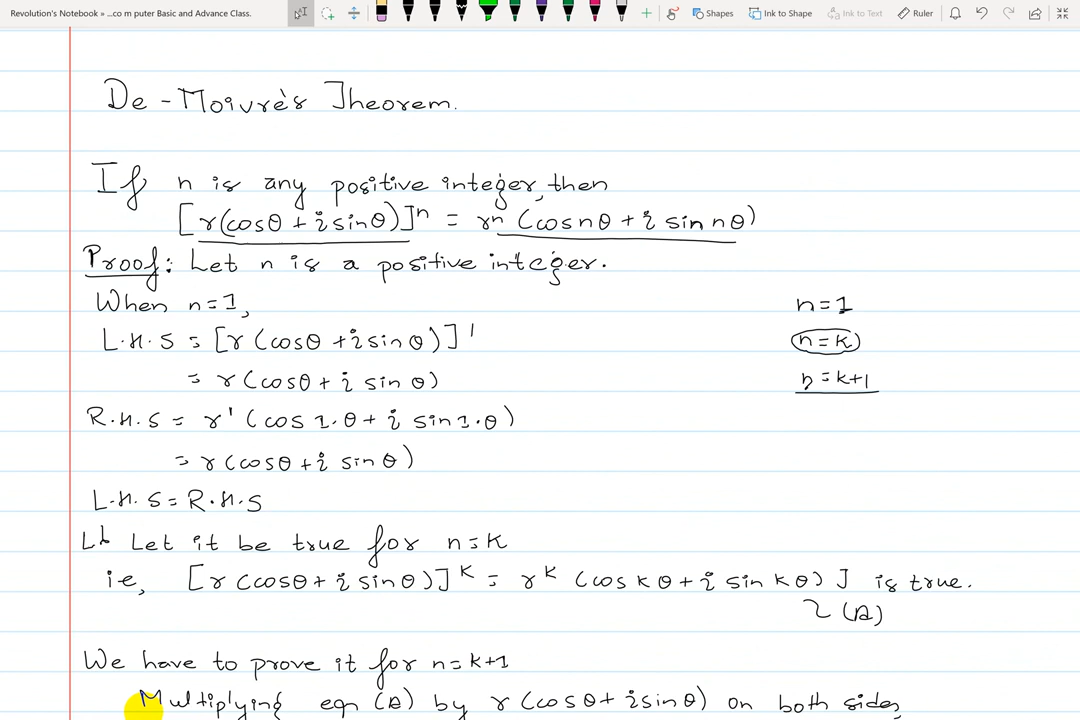 Revolution's Notebook » ...co m puter Basic and Advance Class.
Shapes
Ink to Shape
Ink to Text
Ruler
De-Moivrè's Theorem.
If n is any positive integer, then
[r(cosθ + i sinθ)]ⁿ = rⁿ (cos nθ + i sin nθ)
Proof: Let n is a positive integer.
When n=1,
n=1
L.H.S = [r (cosθ + i sin θ)]¹
n=k
= r (cosθ + i sin θ)
n=k+1
R.H.S = r¹ (cos 1.θ + i sin 1.θ)
= r (cosθ + i sin θ)
L.H.S = R.H.S
Let it be true for n=k
ie, [r (cosθ + i sin θ)]ᵏ = rᵏ (cos kθ + i sin kθ)] is true.
(A)
We have to prove it for n=k+1
Multiplying eqn (A) by r (cosθ + i sinθ) on both sides,